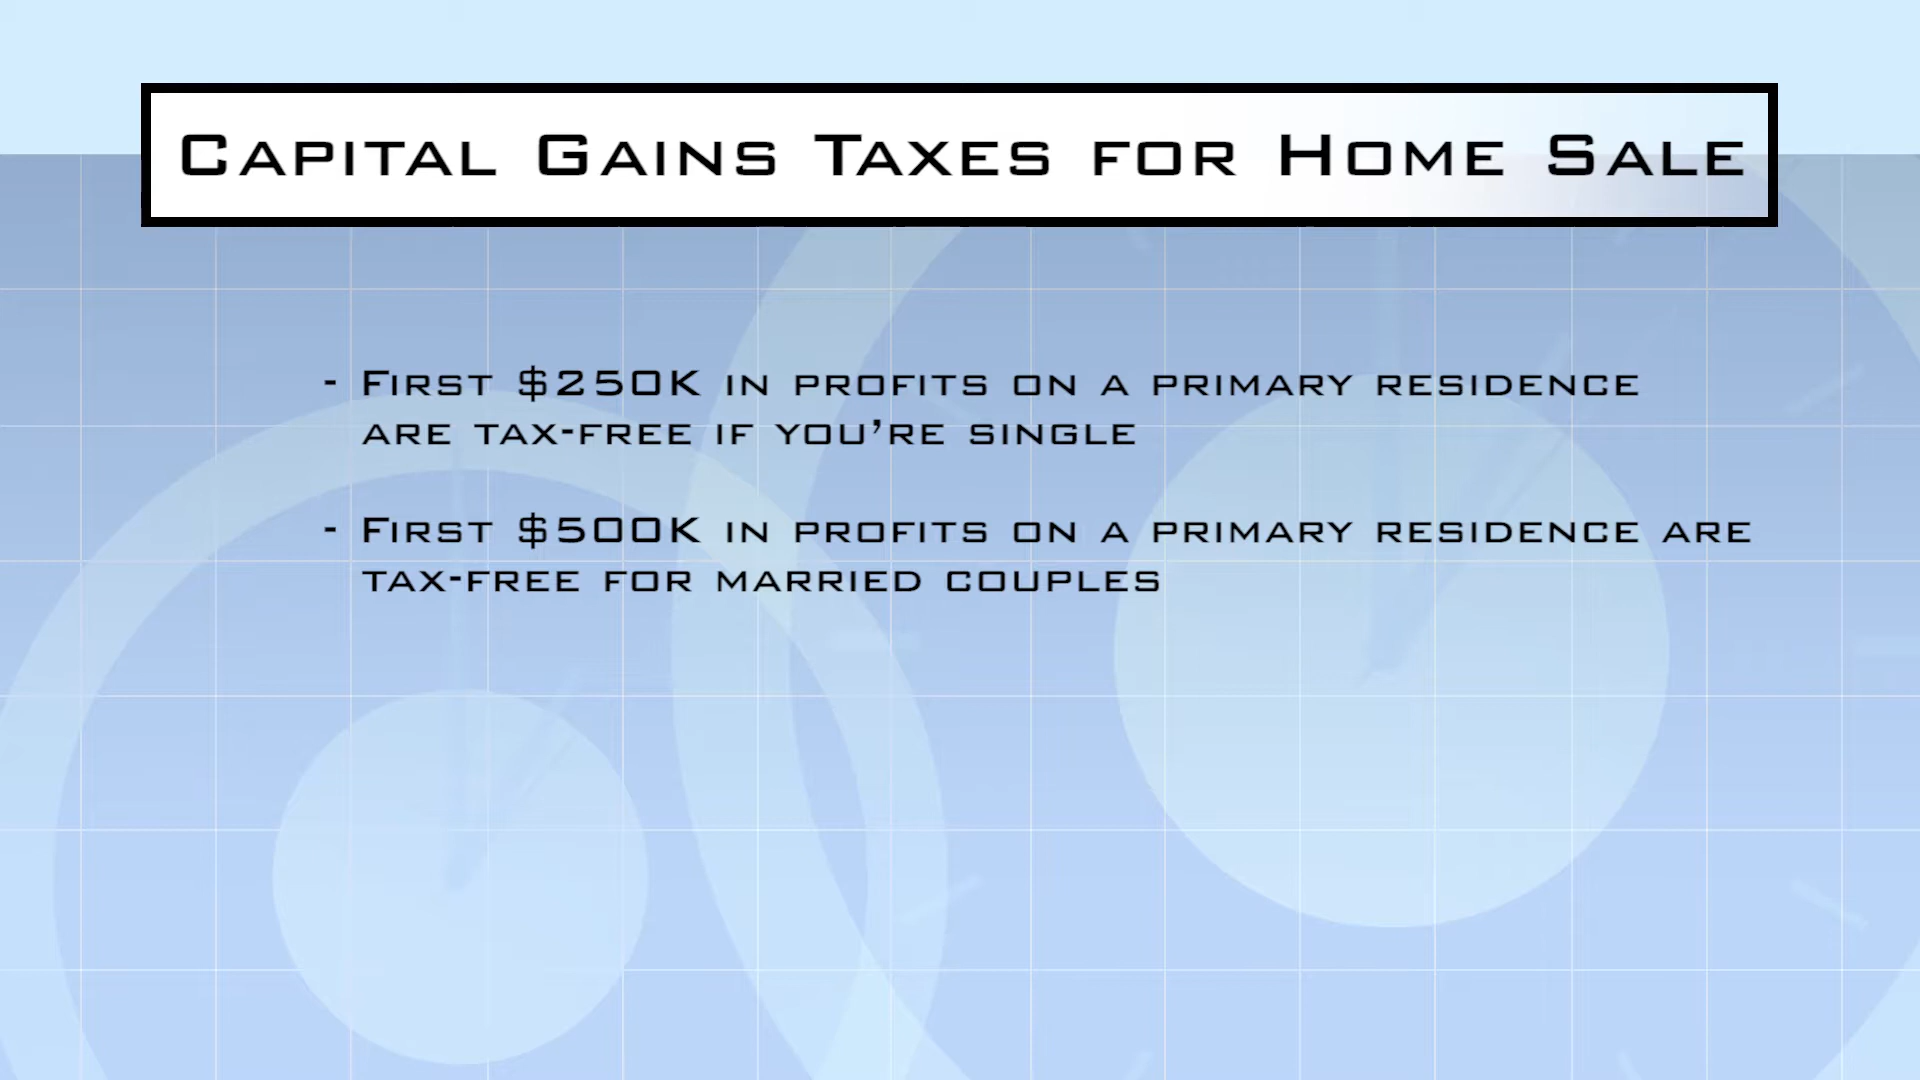 Capital Gains Taxes for Home Sale
- First $250K in profits on a primary residence
are tax-free if you're single
- First $500K in profits on a primary residence are
tax-free for married couples